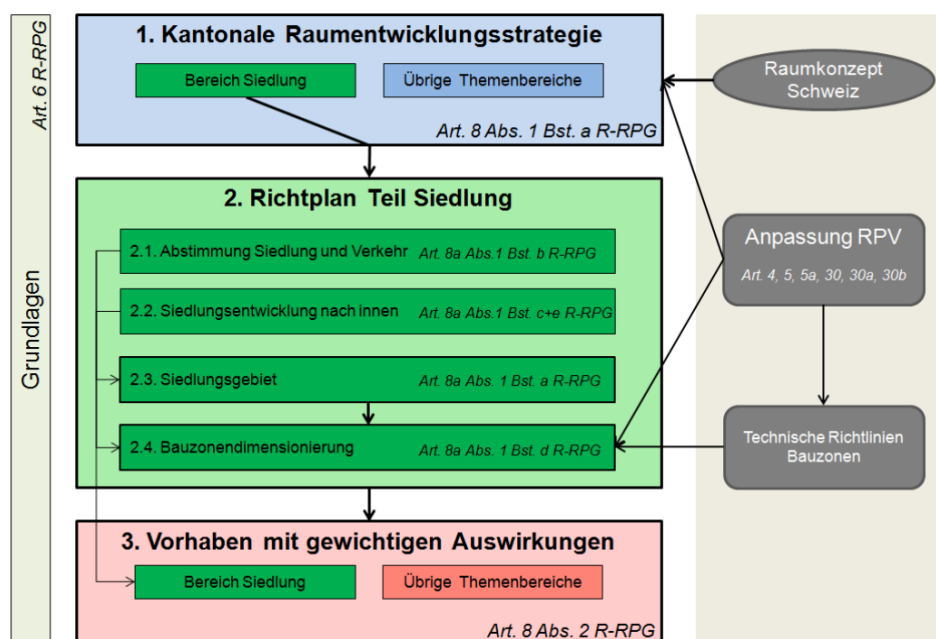 Art. 6 R-RPG
Grundlagen
1. Kantonale Raumentwicklungsstrategie
Bereich Siedlung
Übrige Themenbereiche
Art. 8 Abs. 1 Bst. a R-RPG
2. Richtplan Teil Siedlung
2.1. Abstimmung Siedlung und Verkehr Art. 8a Abs.1 Bst. b R-RPG
2.2. Siedlungsentwicklung nach innen Art. 8a Abs.1 Bst. c+e R-RPG
2.3. Siedlungsgebiet Art. 8a Abs. 1 Bst. a R-RPG
2.4. Bauzonendimensionierung Art. 8a Abs. 1 Bst. d R-RPG
3. Vorhaben mit gewichtigen Auswirkungen
Bereich Siedlung
Übrige Themenbereiche
Art. 8 Abs. 2 R-RPG
Raumkonzept
Schweiz
Anpassung RPV
Art. 4, 5, 5a, 30, 30a, 30b
Technische Richtlinien
Bauzonen